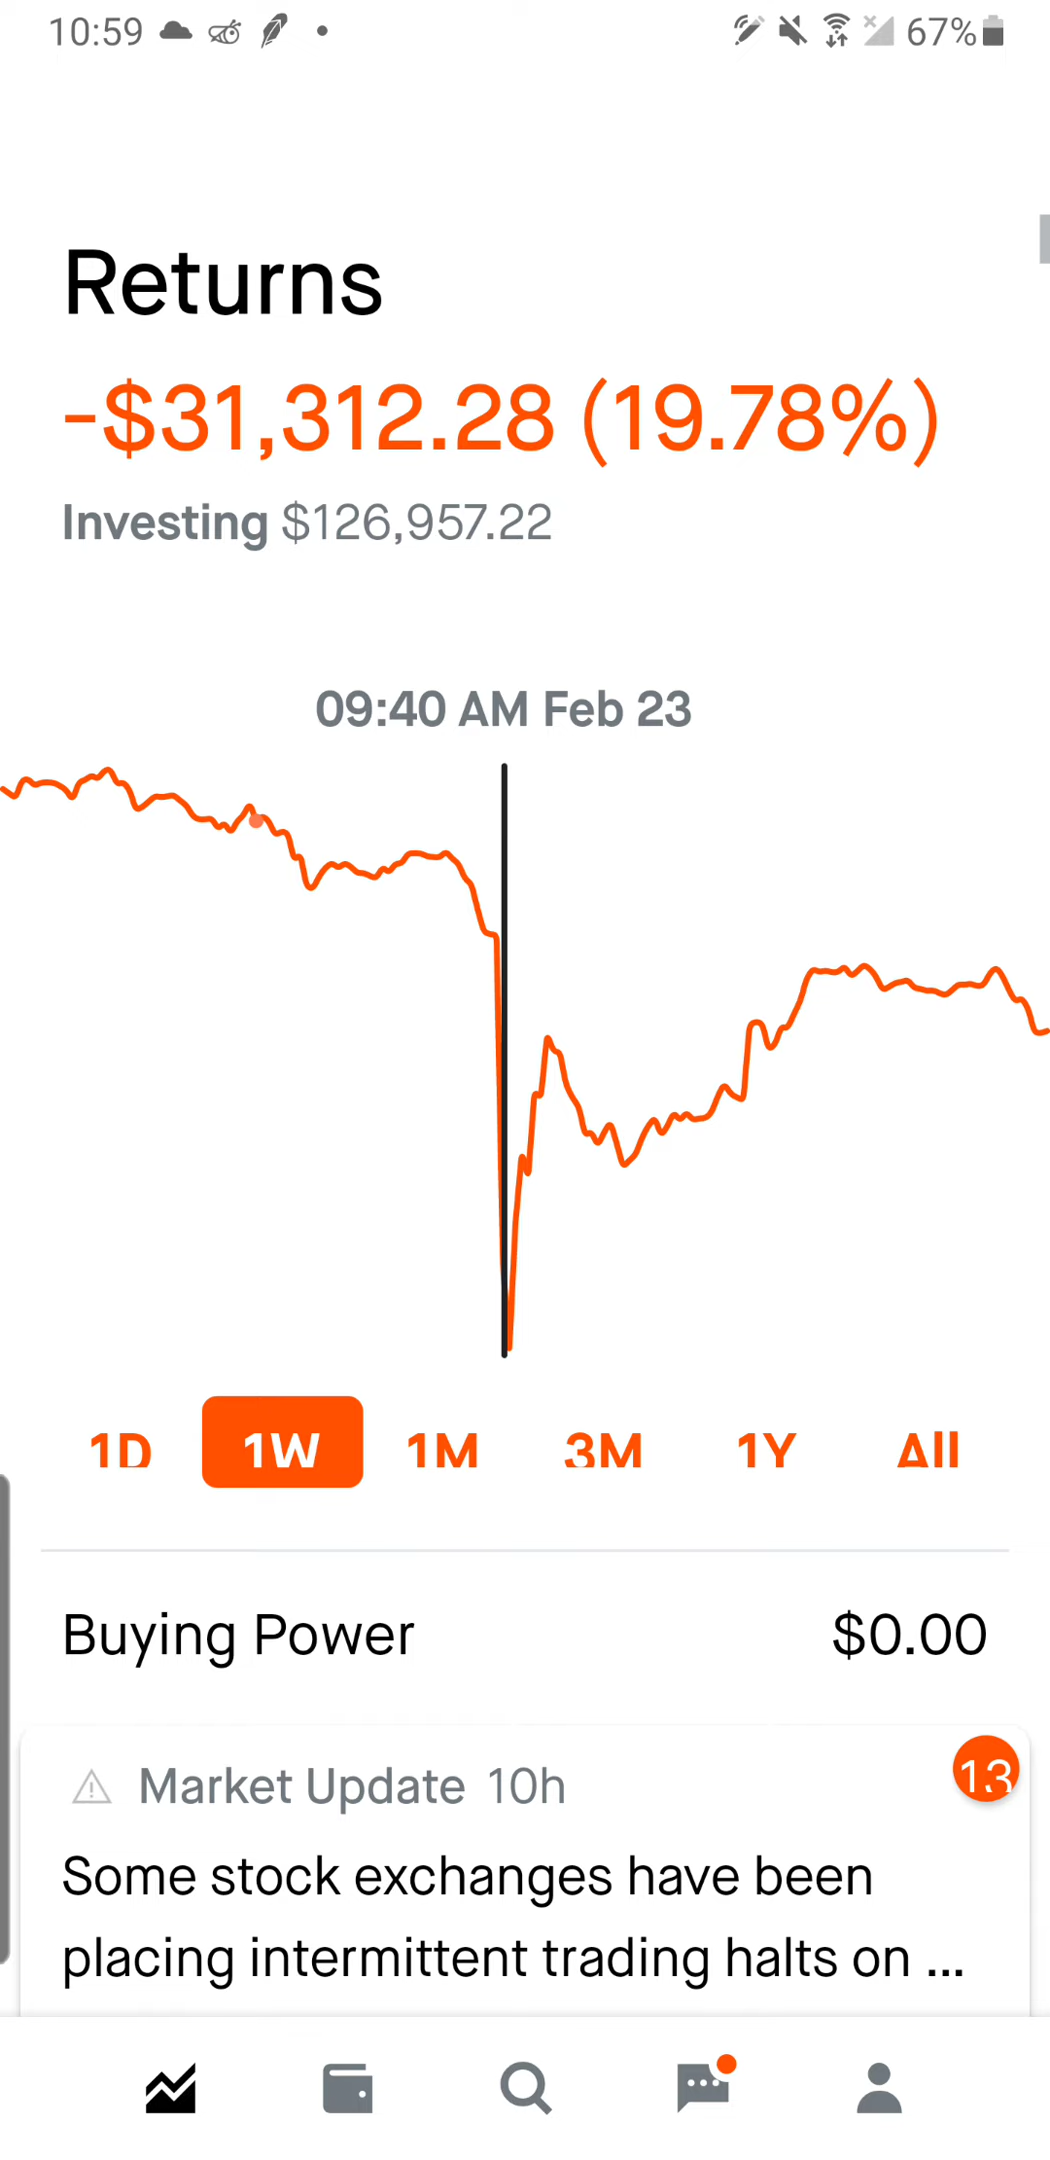 10:59
67%
Returns
-$31,312.28 (19.78%)
Investing $126,957.22
09:40 AM Feb 23
1D 1W 1M 3M 1Y All
Buying Power $0.00
Market Update 10h
13
Some stock exchanges have been
placing intermittent trading halts on ...